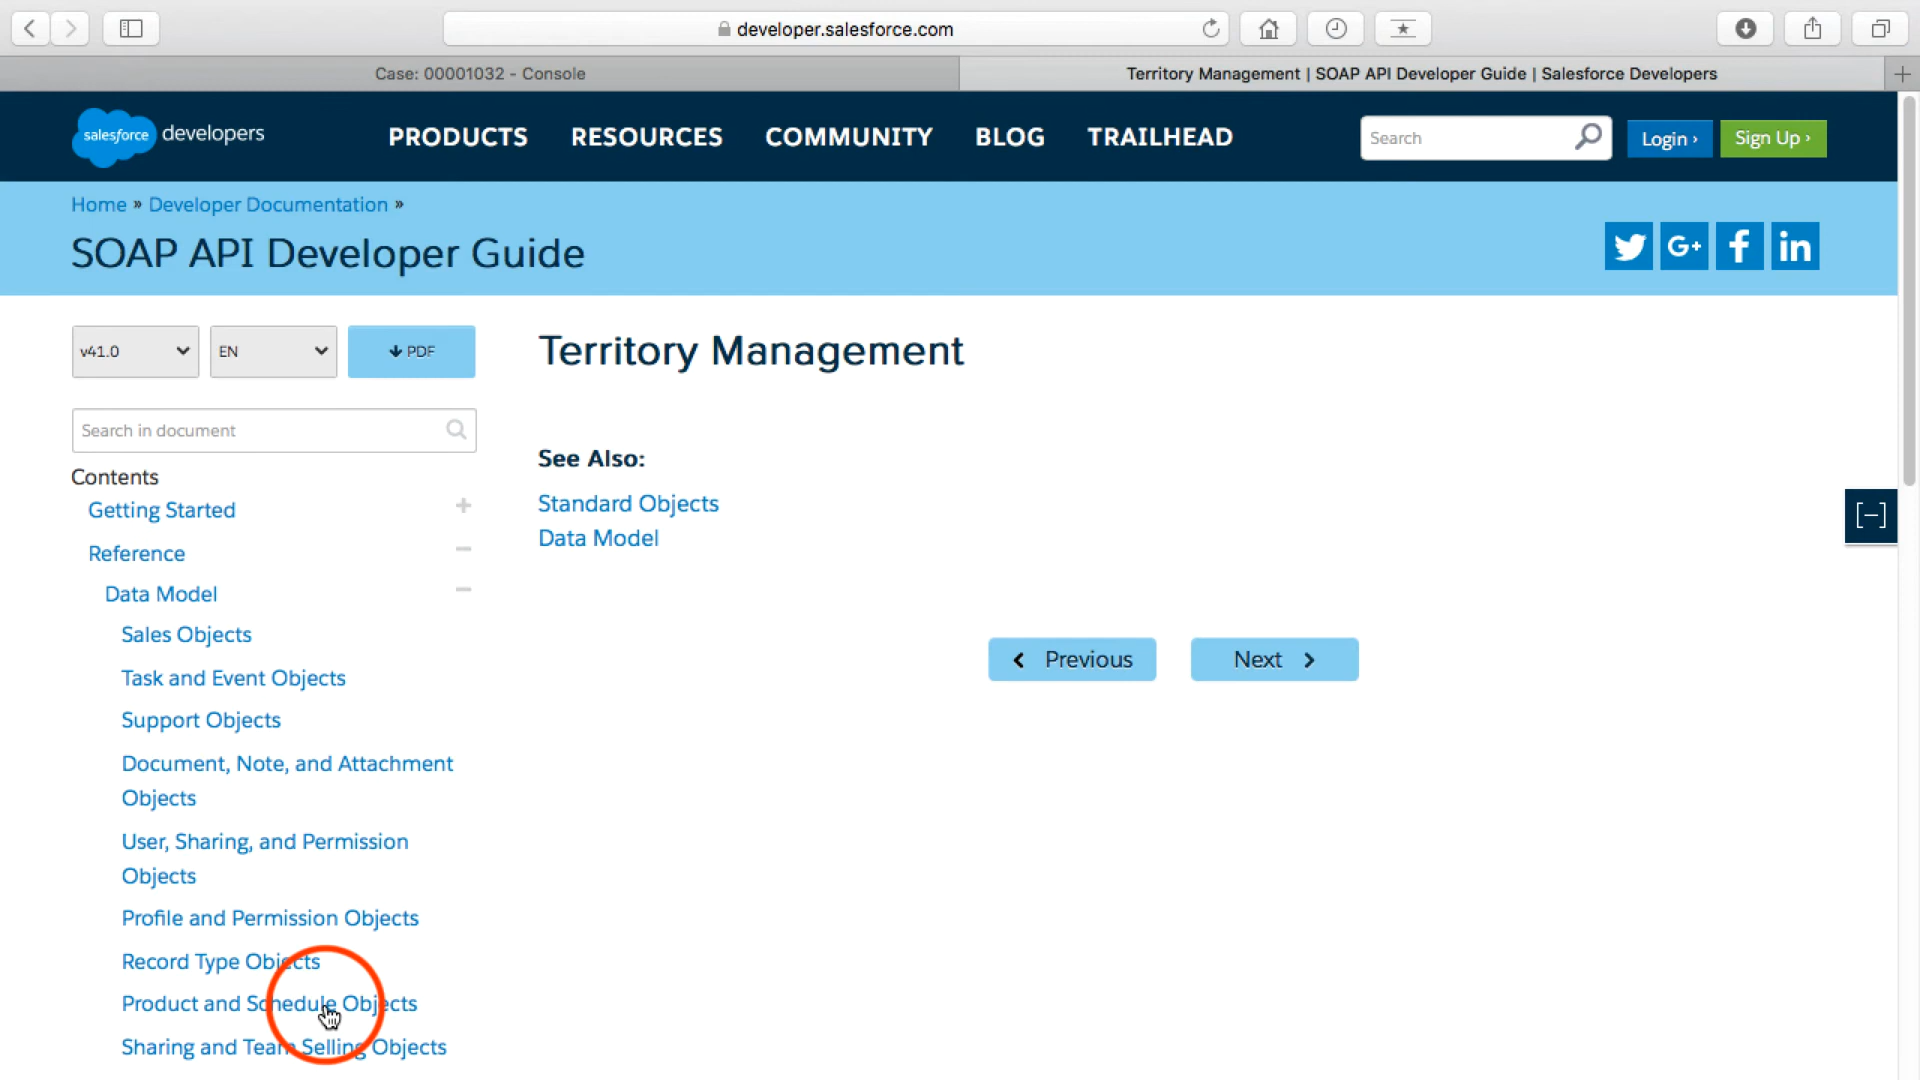 developer.salesforce.com
Case: 00001032 - Console
Territory Management | SOAP API Developer Guide | Salesforce Developers
salesforce developers
PRODUCTS RESOURCES COMMUNITY BLOG TRAILHEAD
Search
Login ›
Sign Up ›
Home » Developer Documentation »
SOAP API Developer Guide
G+ f in
v41.0
EN
PDF
Search in document
Contents
Getting Started
Reference
Data Model
Sales Objects
Task and Event Objects
Support Objects
Document, Note, and Attachment
Objects
User, Sharing, and Permission
Objects
Profile and Permission Objects
Record Type Objects
Product and Schedule Objects
Sharing and Team Selling Objects
Territory Management
See Also:
Standard Objects
Data Model
Previous
Next
[–]